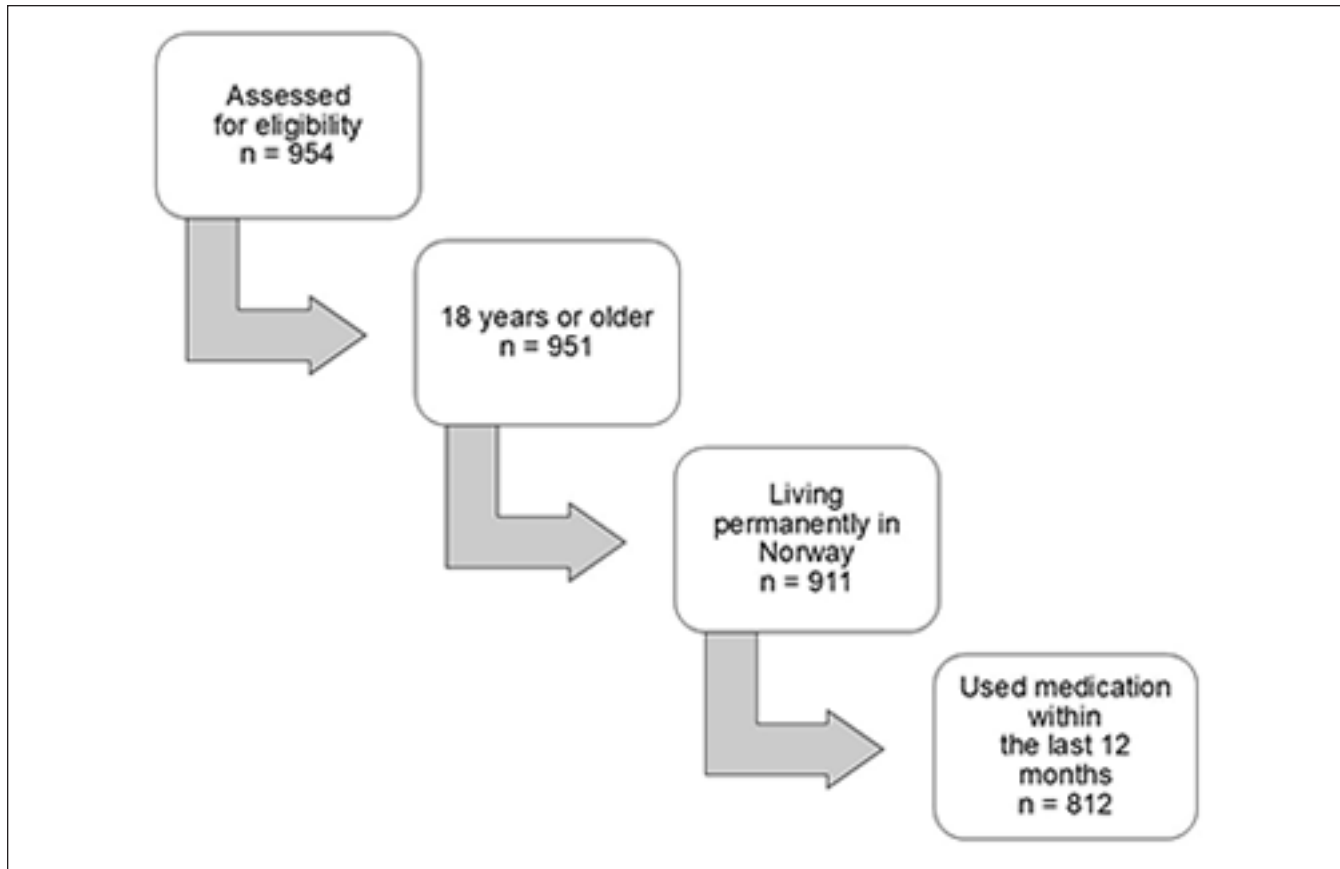 Assessed
for eligibility
n = 954
18 years or older
n = 951
Living
permanently in
Norway
n = 911
Used medication
within
the last 12
months
n = 812